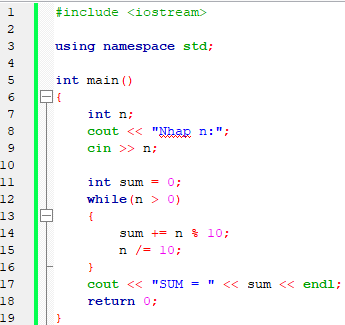 1 #include <iostream>
2
3 using namespace std;
4
5 int main()
6 {
7 int n;
8 cout << "Nhap n:";
9 cin >> n;
10
11 int sum = 0;
12 while(n > 0)
13 {
14 sum += n % 10;
15 n /= 10;
16 }
17 cout << "SUM = " << sum << endl;
18 return 0;
19 }